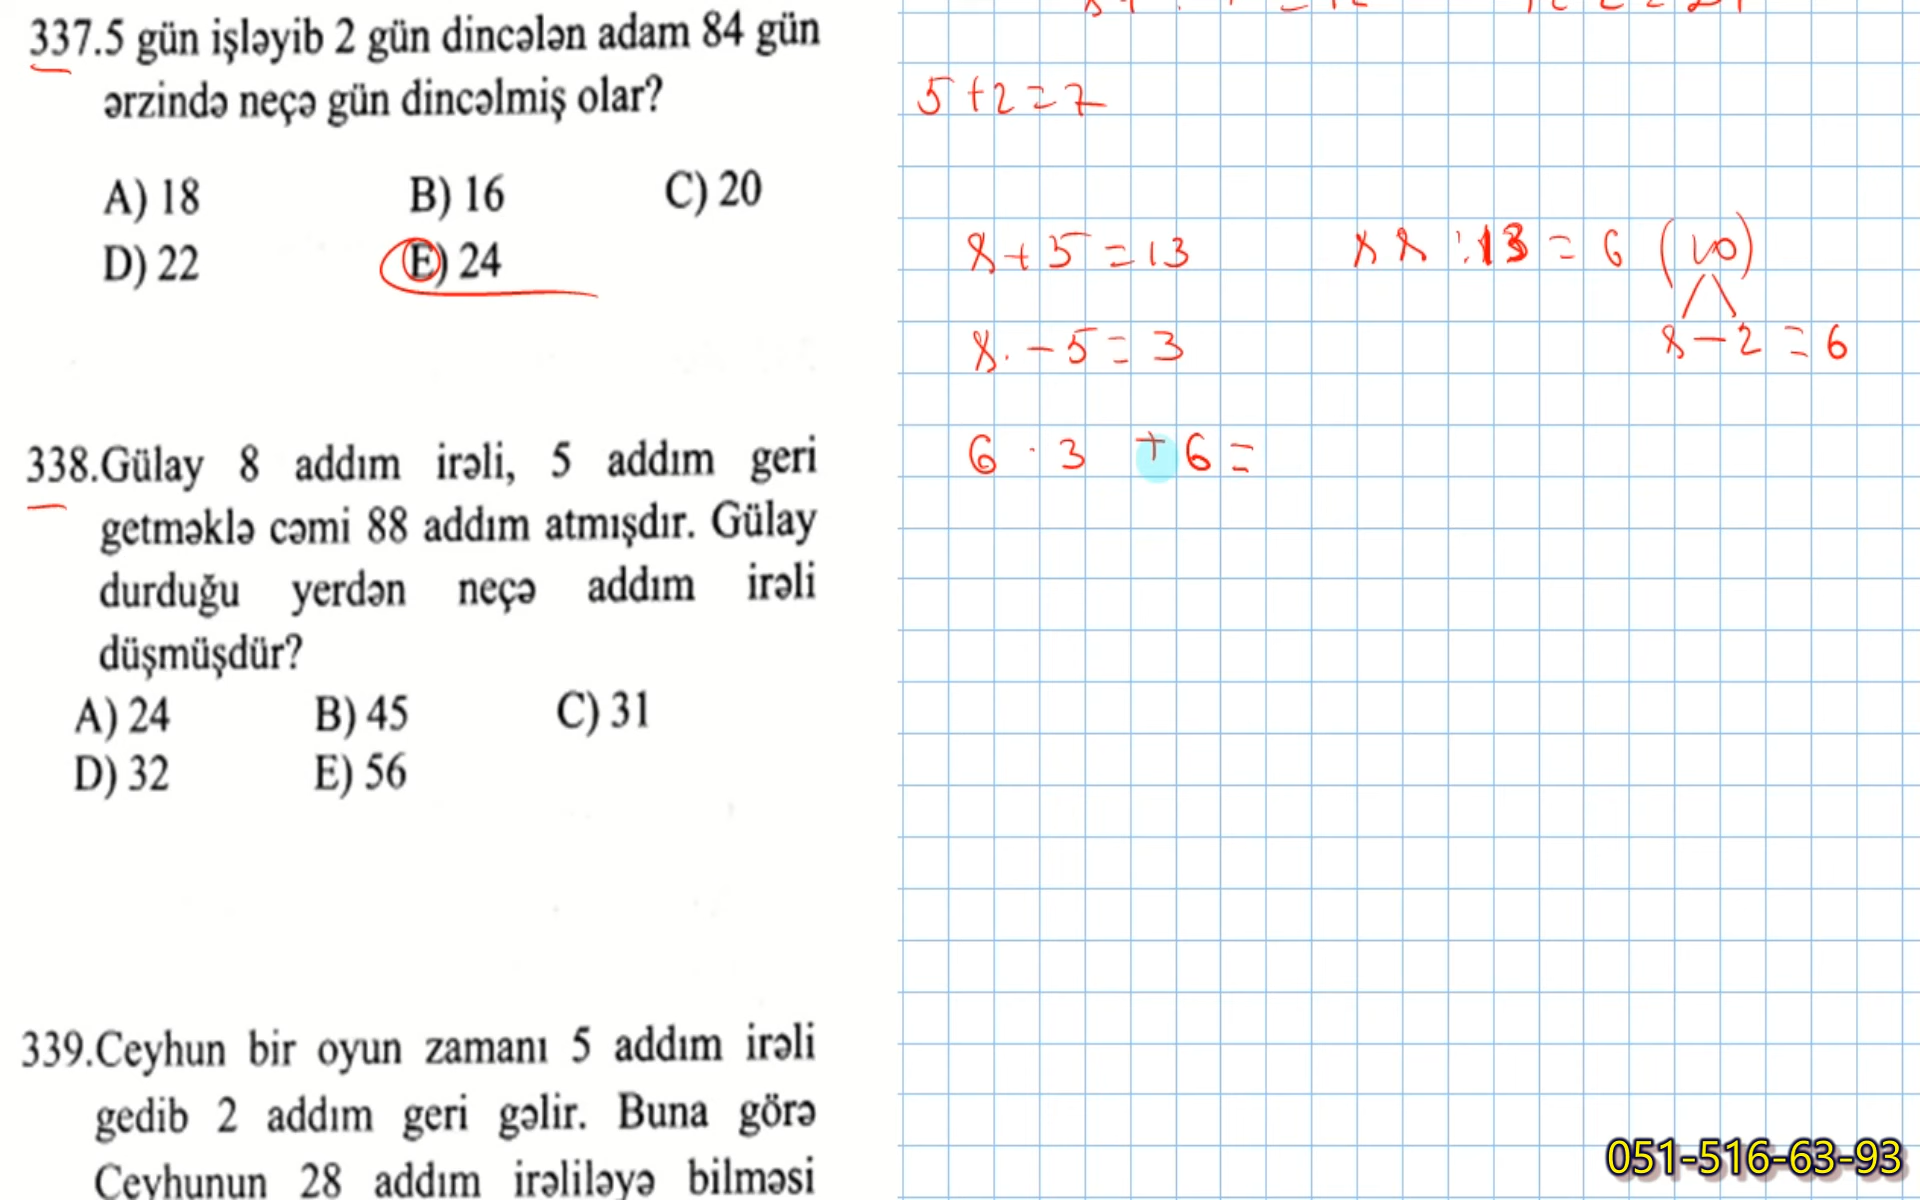 337.5 gün işləyib 2 gün dincələn adam 84 gün
ərzində neçə gün dincəlmiş olar?
A) 18 B) 16 C) 20
D) 22 E) 24
338.Gülay 8 addım irəli, 5 addım geri
getməklə cəmi 88 addım atmışdır. Gülay
durduğu yerdən neçə addım irəli
düşmüşdür?
A) 24 B) 45 C) 31
D) 32 E) 56
339.Ceyhun bir oyun zamanı 5 addım irəli
gedib 2 addım geri gəlir. Buna görə
Ceyhunun 28 addım irəliləyə bilməsi
5+2=7
8+5=13 88:13=6 (10)
8-5=3 8-2=6
6·3 +6=
051-516-63-93